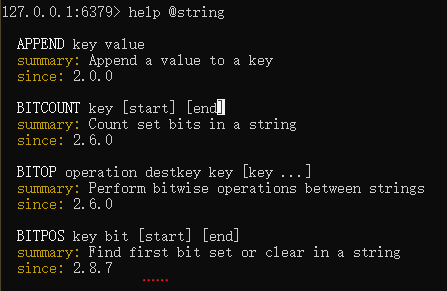 127.0.0.1:6379> help @string
APPEND key value
summary: Append a value to a key
since: 2.0.0
BITCOUNT key [start] [end]
summary: Count set bits in a string
since: 2.6.0
BITOP operation destkey key [key ...]
summary: Perform bitwise operations between strings
since: 2.6.0
BITPOS key bit [start] [end]
summary: Find first bit set or clear in a string
since: 2.8.7
......